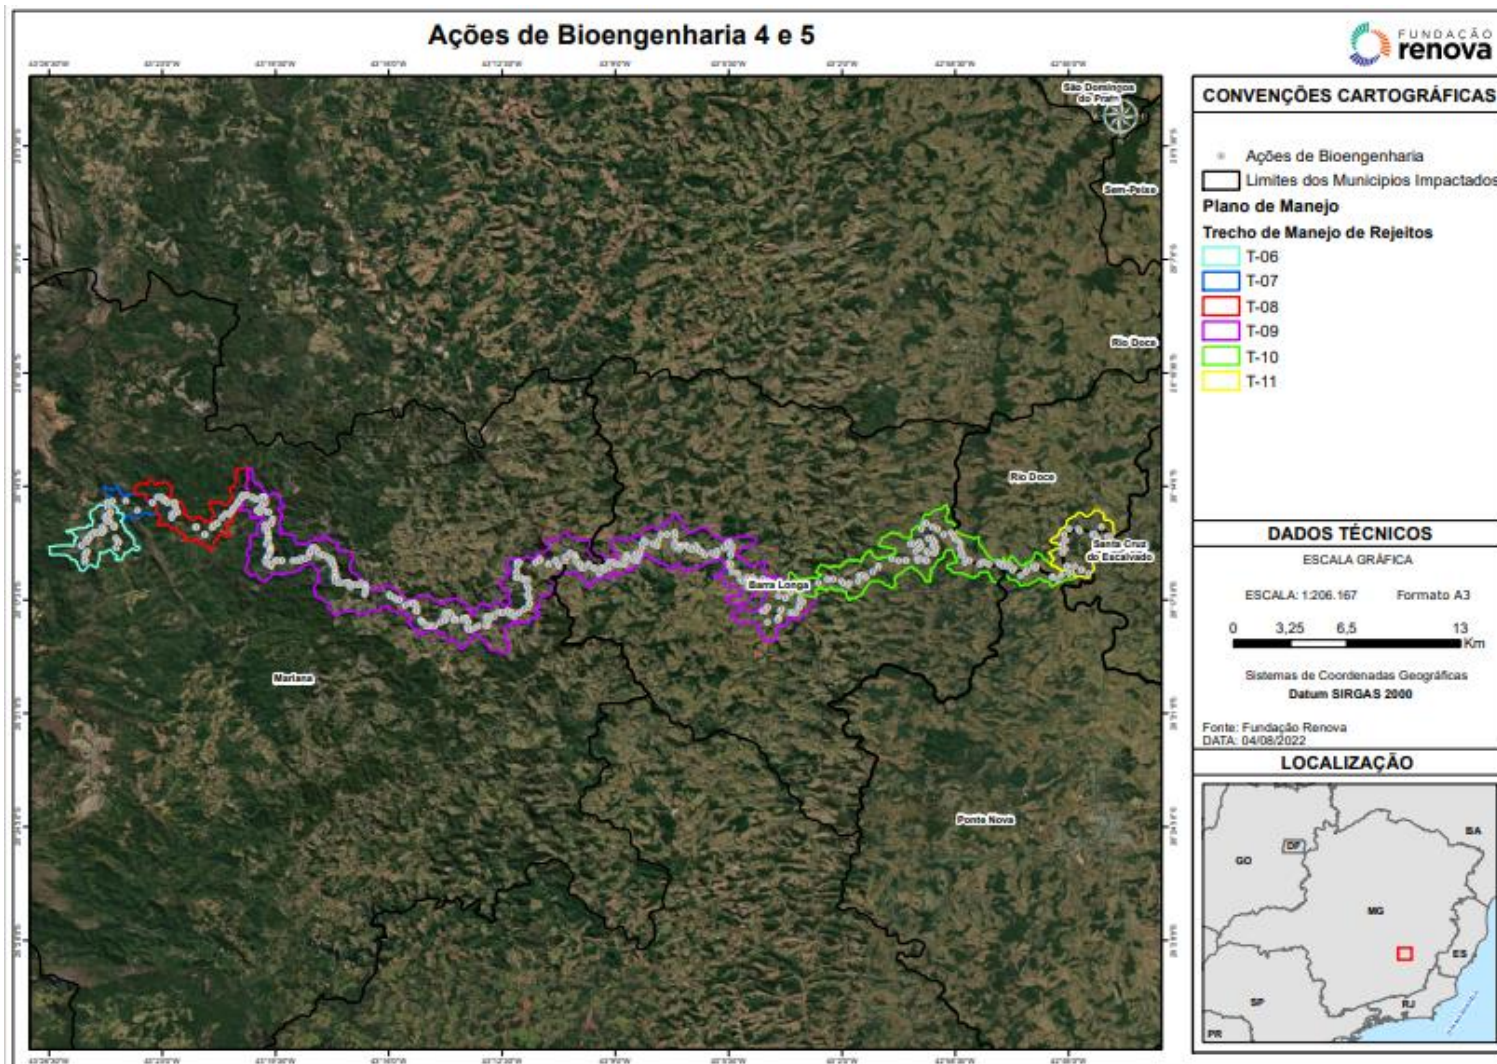 Ações de Bioengenharia 4 e 5
FUNDAÇÃO
renova
São Domingos
do Prata
Sem-Peixe
Rio Doce
Rio Doce
Santa Cruz
do Escalvado
Barra Longa
Mariana
Ponte Nova
CONVENÇÕES CARTOGRÁFICAS
Ações de Bioengenharia
Limites dos Municipios Impactados
Plano de Manejo
Trecho de Manejo de Rejeitos
T-06
T-07
T-08
T-09
T-10
T-11
DADOS TÉCNICOS
ESCALA GRÁFICA
ESCALA: 1:206.167 Formato A3
0 3,25 6,5 13
Km
Sistemas de Coordenadas Geográficas
Datum SIRGAS 2000
Fonte: Fundação Renova
DATA: 04/08/2022
LOCALIZAÇÃO
BA
DF
GO
MG
ES
SP
RJ
PR